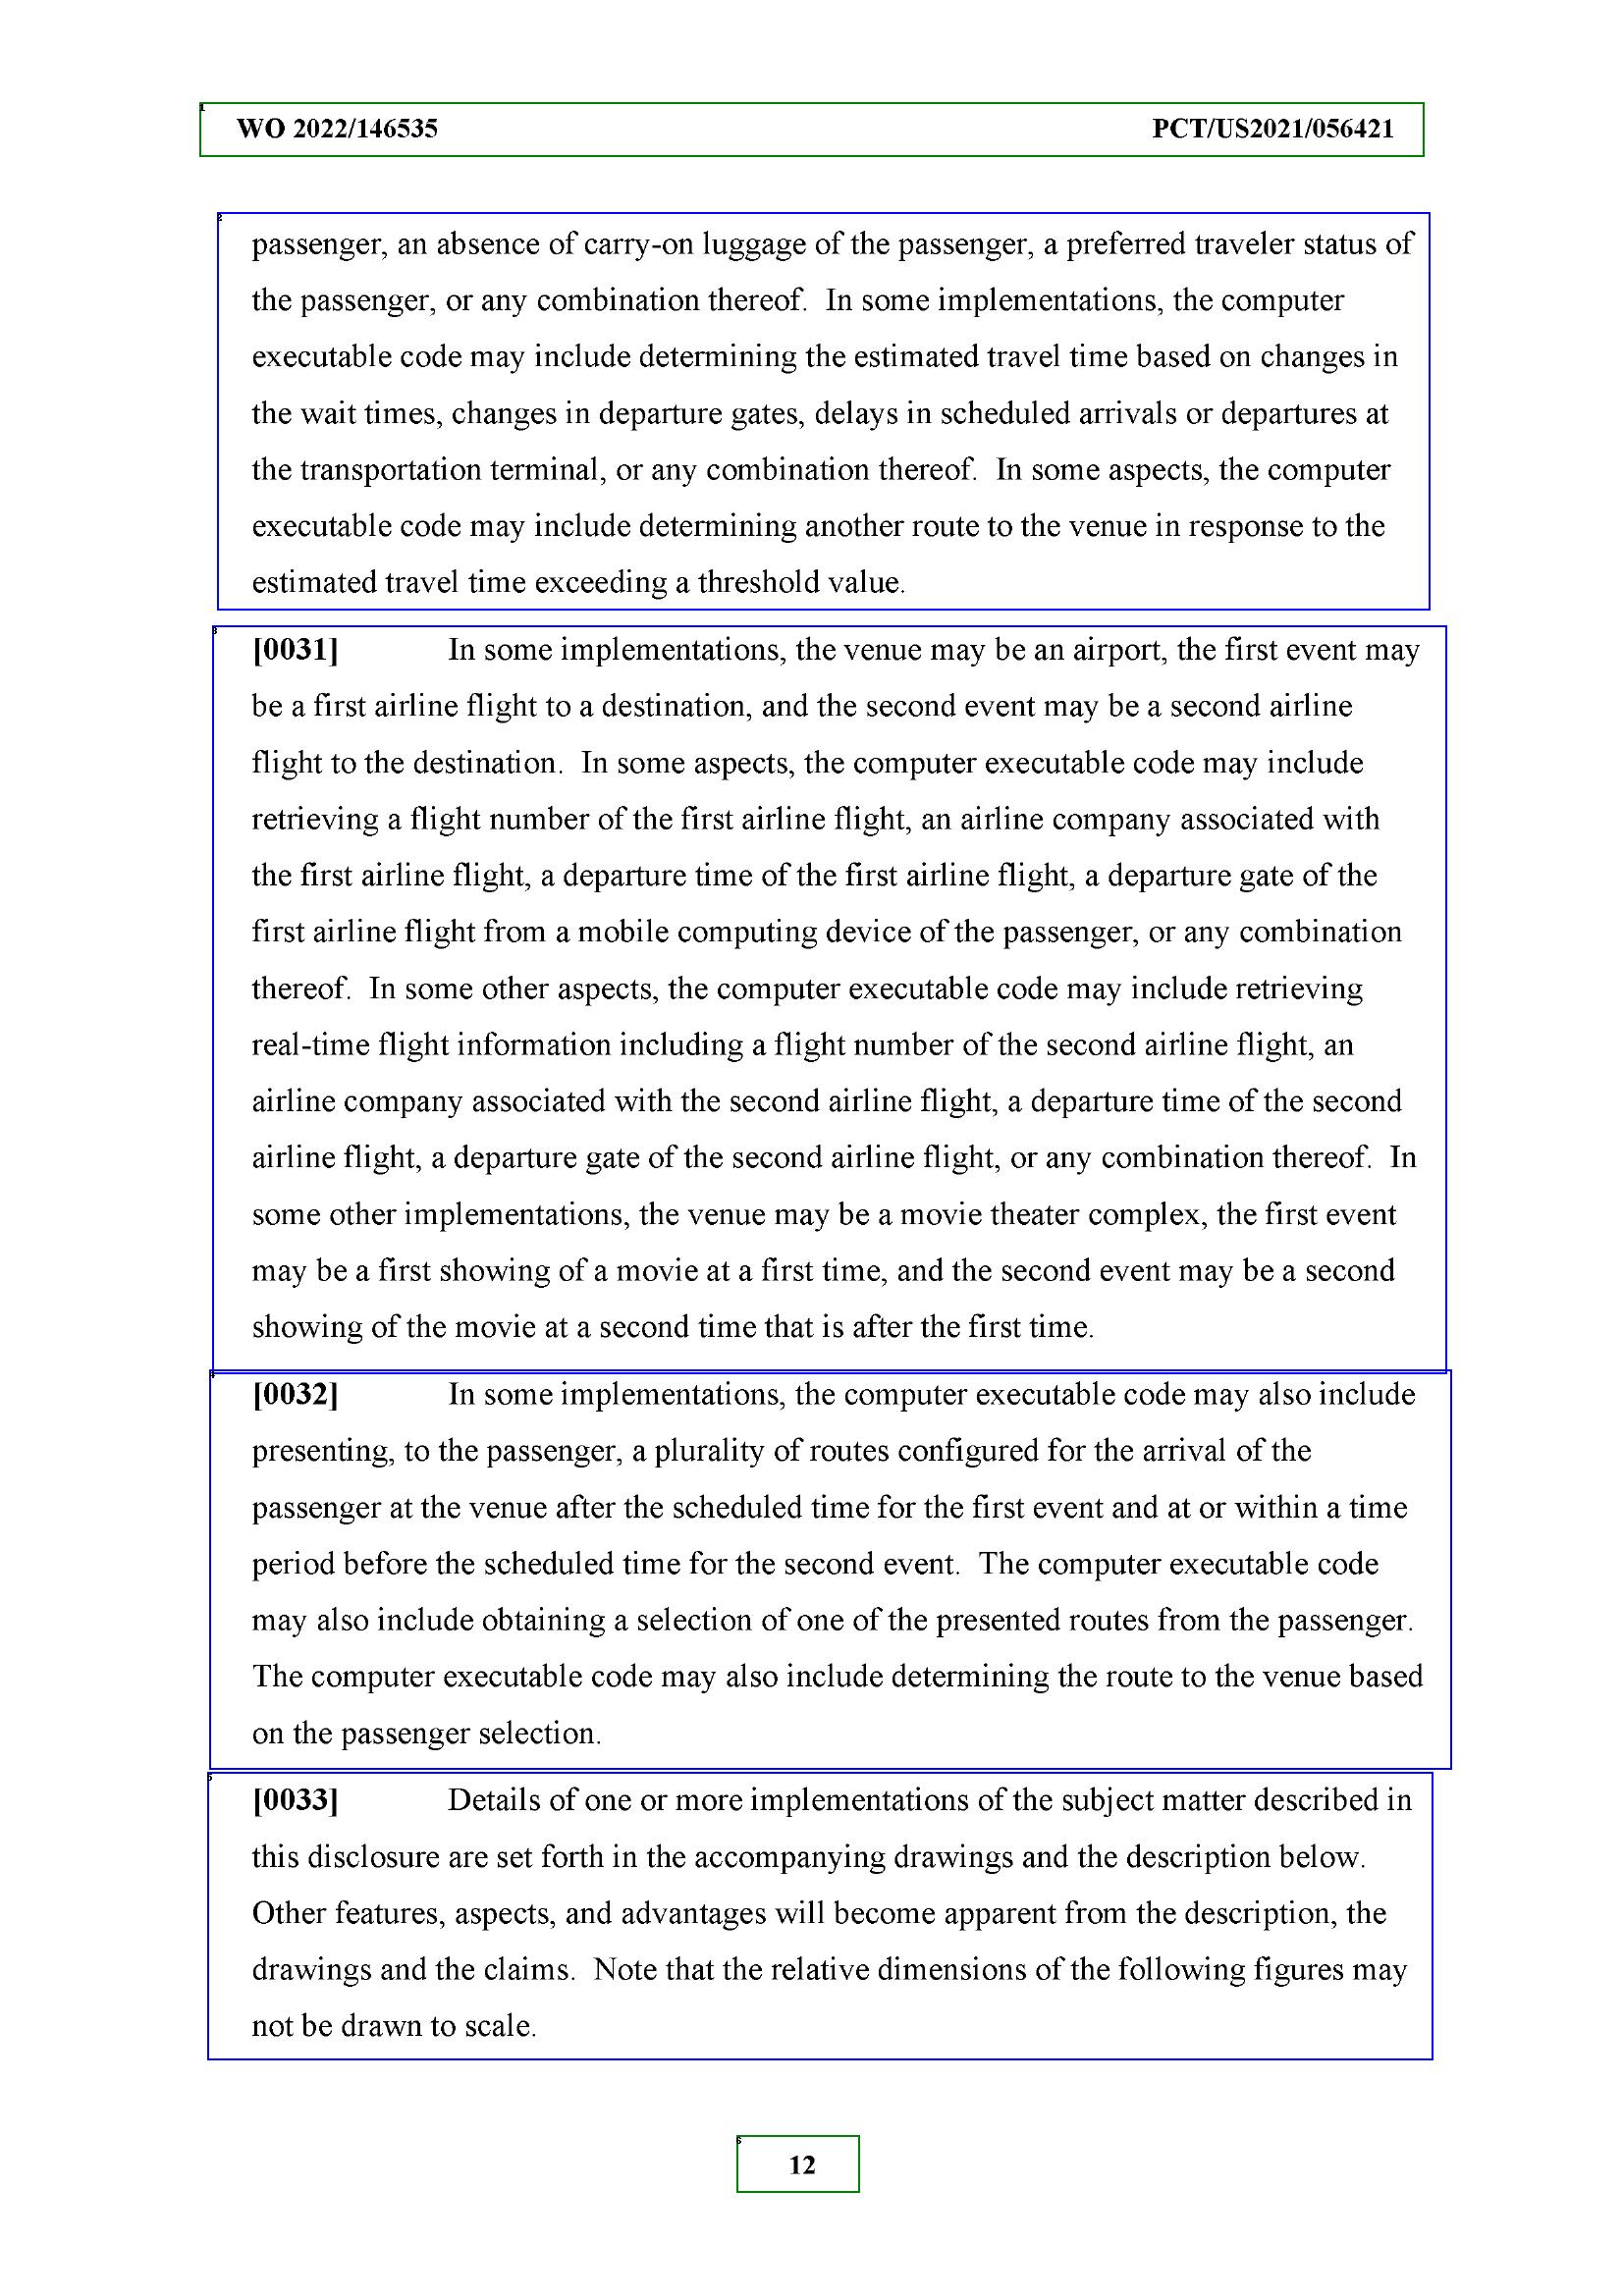 WO 2022/146535 PCT/US2021/056421
passenger, an absence of carry-on luggage of the passenger, a preferred traveler status of
the passenger, or any combination thereof.  In some implementations, the computer
executable code may include determining the estimated travel time based on changes in
the wait times, changes in departure gates, delays in scheduled arrivals or departures at
the transportation terminal, or any combination thereof.  In some aspects, the computer
executable code may include determining another route to the venue in response to the
estimated travel time exceeding a threshold value.
[0031] In some implementations, the venue may be an airport, the first event may
be a first airline flight to a destination, and the second event may be a second airline
flight to the destination.  In some aspects, the computer executable code may include
retrieving a flight number of the first airline flight, an airline company associated with
the first airline flight, a departure time of the first airline flight, a departure gate of the
first airline flight from a mobile computing device of the passenger, or any combination
thereof.  In some other aspects, the computer executable code may include retrieving
real-time flight information including a flight number of the second airline flight, an
airline company associated with the second airline flight, a departure time of the second
airline flight, a departure gate of the second airline flight, or any combination thereof.  In
some other implementations, the venue may be a movie theater complex, the first event
may be a first showing of a movie at a first time, and the second event may be a second
showing of the movie at a second time that is after the first time.
[0032] In some implementations, the computer executable code may also include
presenting, to the passenger, a plurality of routes configured for the arrival of the
passenger at the venue after the scheduled time for the first event and at or within a time
period before the scheduled time for the second event.  The computer executable code
may also include obtaining a selection of one of the presented routes from the passenger.
The computer executable code may also include determining the route to the venue based
on the passenger selection.
[0033] Details of one or more implementations of the subject matter described in
this disclosure are set forth in the accompanying drawings and the description below.
Other features, aspects, and advantages will become apparent from the description, the
drawings and the claims.  Note that the relative dimensions of the following figures may
not be drawn to scale.
12